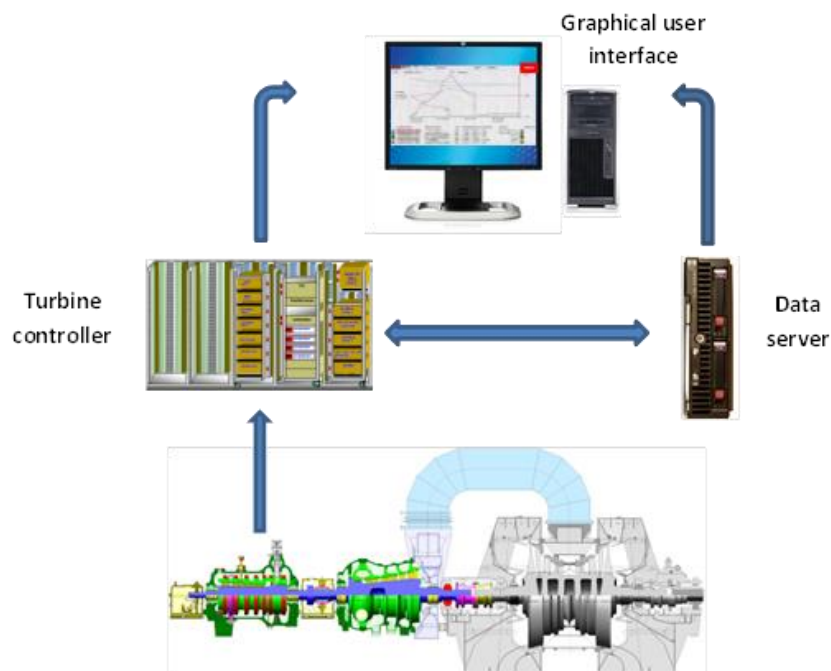 Graphical user
interface
Turbine
controller
Data
server